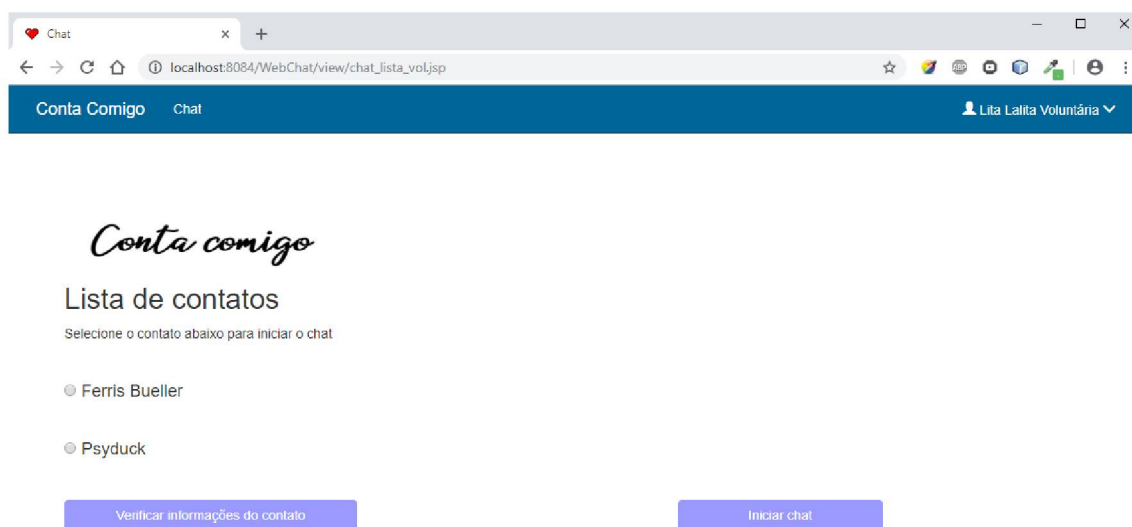 Chat
localhost:8084/WebChat/view/chat_lista_vol.jsp
ABP
Conta Comigo Chat Lita Lalita Voluntária
Conta comigo
Lista de contatos
Selecione o contato abaixo para iniciar o chat
Ferris Bueller
Psyduck
Verificar informações do contato Iniciar chat